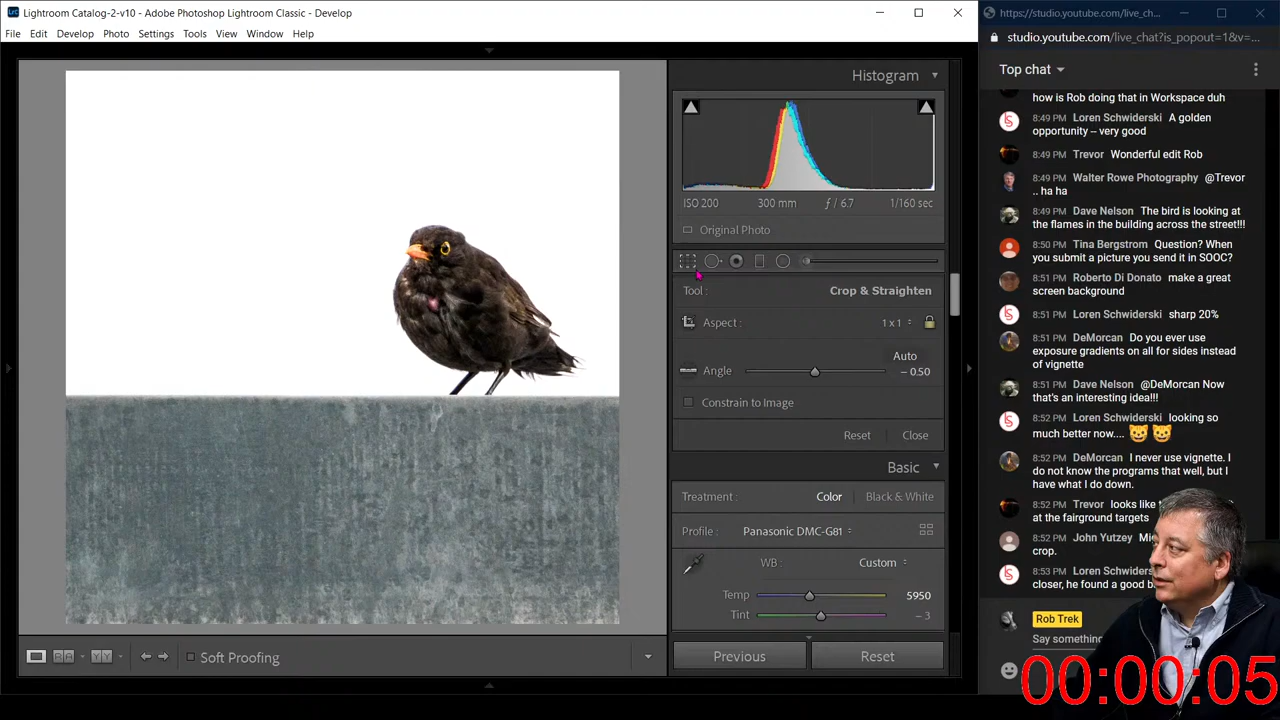 Lightroom Catalog-2-v10 - Adobe Photoshop Lightroom Classic - Develop
File Edit Develop Photo Settings Tools View Window Help
Histogram
ISO 200 300 mm ƒ / 6.7 1/160 sec
Original Photo
Tool : Crop & Straighten
Aspect : 1 x 1
Auto
Angle – 0.50
Constrain to Image
Reset Close
Basic
Treatment : Color Black & White
Profile : Panasonic DMC-G81
WB : Custom
Temp 5950
Tint – 3
Previous Reset
Soft Proofing
https://studio.youtube.com/live_ch...
studio.youtube.com/live_chat?is_popout=1&v=...
Top chat
how is Rob doing that in Workspace duh
8:49 PM Loren Schwiderski A golden
opportunity – very good
8:49 PM Trevor Wonderful edit Rob
8:49 PM Walter Rowe Photography @Trevor
.. ha ha
8:49 PM Dave Nelson The bird is looking at
the flames in the building across the street!!!
8:50 PM Tina Bergstrom Question? When
you submit a picture you send it in SOOC?
8:51 PM Roberto Di Donato make a great
screen background
8:51 PM Loren Schwiderski sharp 20%
8:51 PM DeMorcan Do you ever use
exposure gradients on all for sides instead
of vignette
8:51 PM Dave Nelson @DeMorcan Now
that's an interesting idea!!!
8:52 PM Loren Schwiderski looking so
much better now....
8:52 PM DeMorcan I never use vignette. I
do not know the programs that well, but I
have what I do down.
8:52 PM Trevor looks like
at the fairground targets
8:52 PM John Yutzey
crop.
8:53 PM Loren Schwiderski
closer, he found a good
Rob Trek
Say something
00:00:05